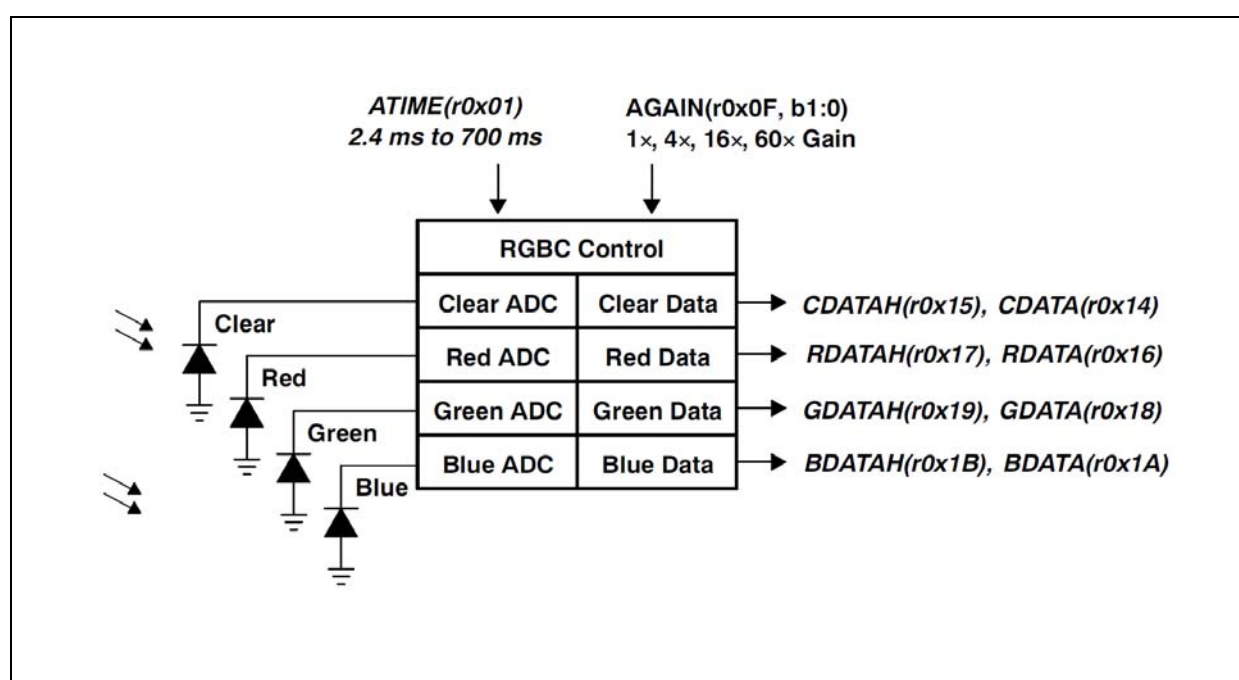 ATIME(r0x01)
2.4 ms to 700 ms
AGAIN(r0x0F, b1:0)
1×, 4×, 16×, 60× Gain
RGBC Control
Clear
Clear ADC
Clear Data
CDATAH(r0x15), CDATA(r0x14)
Red
Red ADC
Red Data
RDATAH(r0x17), RDATA(r0x16)
Green
Green ADC
Green Data
GDATAH(r0x19), GDATA(r0x18)
Blue
Blue ADC
Blue Data
BDATAH(r0x1B), BDATA(r0x1A)